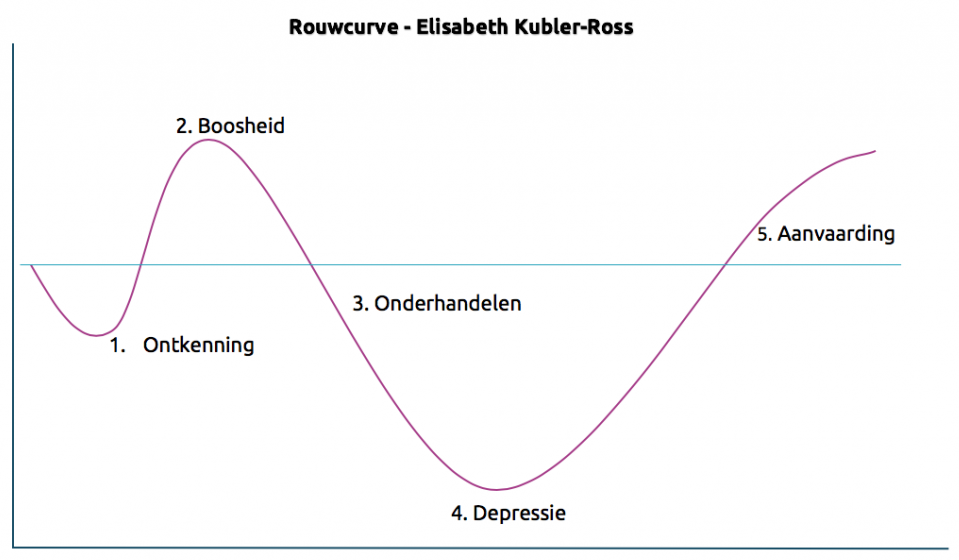 Rouwcurve - Elisabeth Kubler-Ross
2. Boosheid
5. Aanvaarding
3. Onderhandelen
1. Ontkenning
4. Depressie